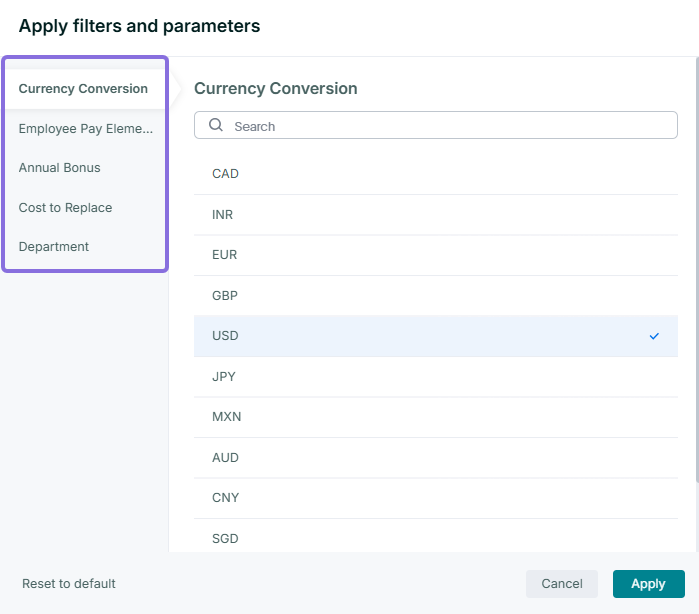 Apply filters and parameters
Currency Conversion
Employee Pay Eleme...
Annual Bonus
Cost to Replace
Department
Currency Conversion
Search
CAD
INR
EUR
GBP
USD
JPY
MXN
AUD
CNY
SGD
Reset to default
Cancel
Apply